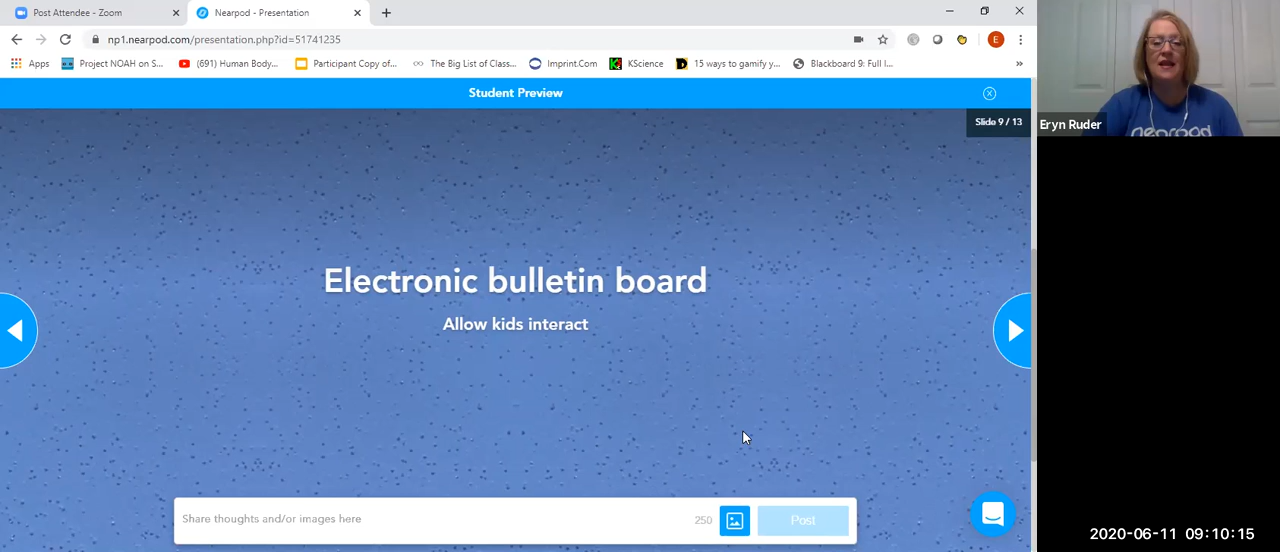 Post Attendee - Zoom
Nearpod - Presentation
np1.nearpod.com/presentation.php?id=51741235
E
Apps
Project NOAH on S...
(691) Human Body...
Participant Copy of...
The Big List of Class...
Imprint.Com
KScience
15 ways to gamify y...
Blackboard 9: Full I...
»
Student Preview
Slide 9 / 13
Electronic bulletin board
Allow kids interact
Share thoughts and/or images here
250
Post
Eryn Ruder
nearpod
2020-06-11 09:10:15